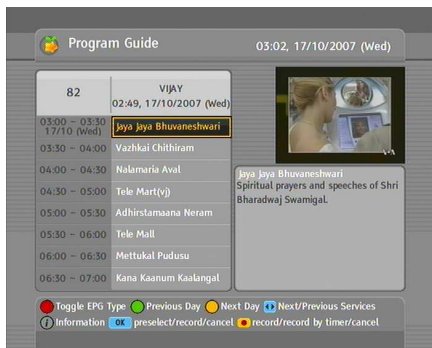 Program Guide
03:02, 17/10/2007 (Wed)
82
VIJAY
02:49, 17/10/2007 (Wed)
03:00 ~ 03:30
17/10 (Wed)
Jaya Jaya Bhuvaneshwari
03:30 ~ 04:00 Vazhkai Chithiram
04:00 ~ 04:30 Nalamaria Aval
04:30 ~ 05:00 Tele Mart(vj)
05:00 ~ 05:30 Adhirstamaana Neram
05:30 ~ 06:00 Tele Mall
06:00 ~ 06:30 Mettukal Pudusu
06:30 ~ 07:00 Kana Kaanum Kaalangal
VOA
Jaya Jaya Bhuvaneshwari
Spiritual prayers and speeches of Shri
Bharadwaj Swamigal.
Toggle EPG Type Previous Day Next Day Next/Previous Services
i Information OK preselect/record/cancel record/record by timer/cancel